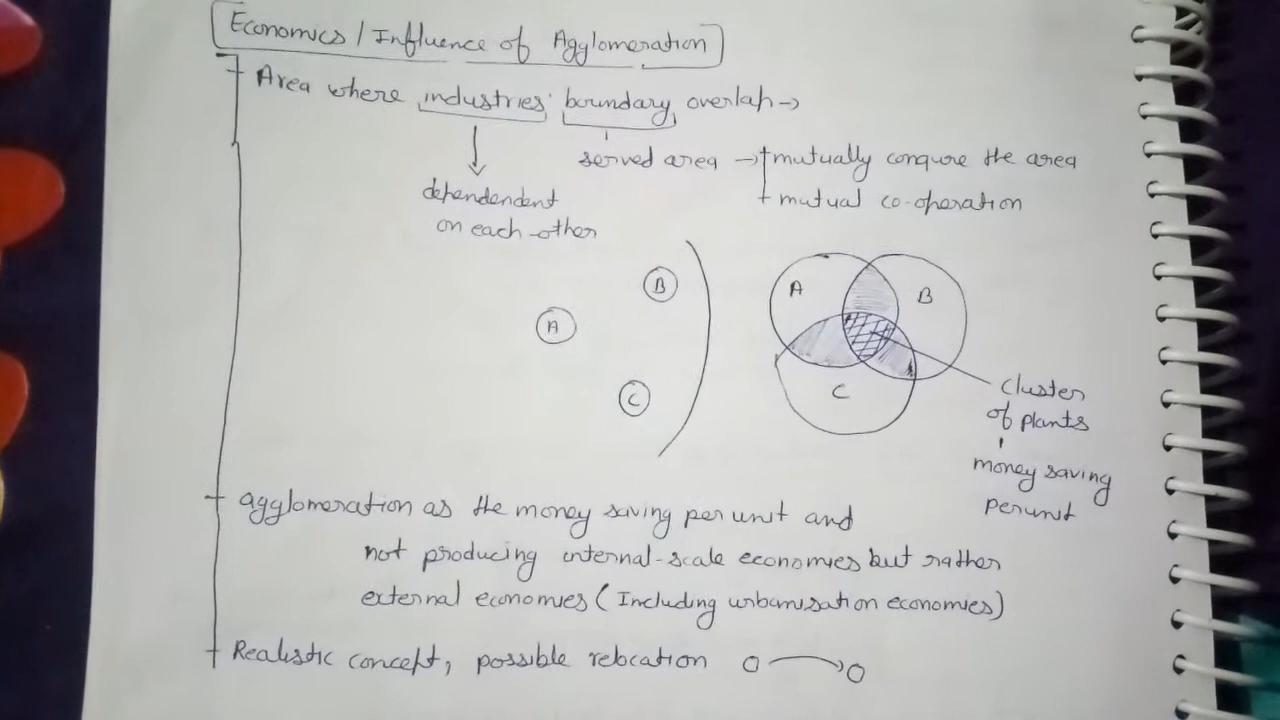 Economics / Influence of Agglomeration
Area where industries' boundary overlap →
served area → mutually conqure the area
mutual co-operation
dependendent
on each-other
B
A
C
A
B
C
cluster
of plants
money saving
per unit
agglomeration as the money saving per unit and
not producing internal-scale economies but rather
external economies (Including urbanisation economies)
Realistic concept, possible relocation